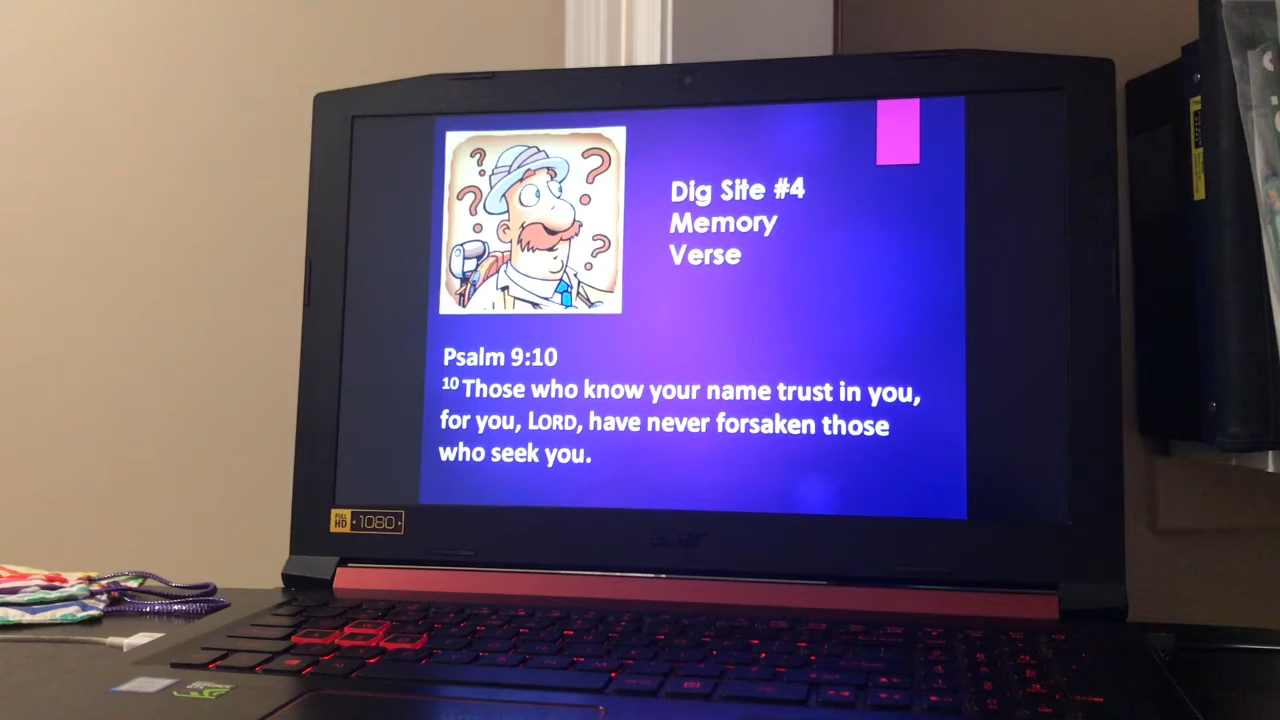 Dig Site #4
Memory
Verse
Psalm 9:10
10 Those who know your name trust in you,
for you, LORD, have never forsaken those
who seek you.
FULL HD 1080
acer